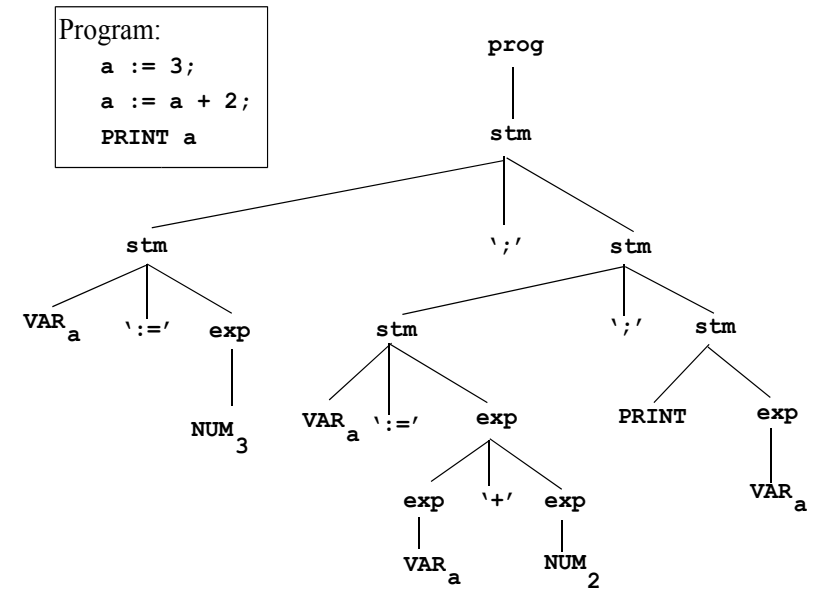 Program:
a := 3;
a := a + 2;
PRINT a
prog
stm
stm ‘;’ stm
VARa ‘:=’ exp stm ‘;’ stm
NUM3 VARa ‘:=’ exp PRINT exp
exp ‘+’ exp VARa
VARa NUM2